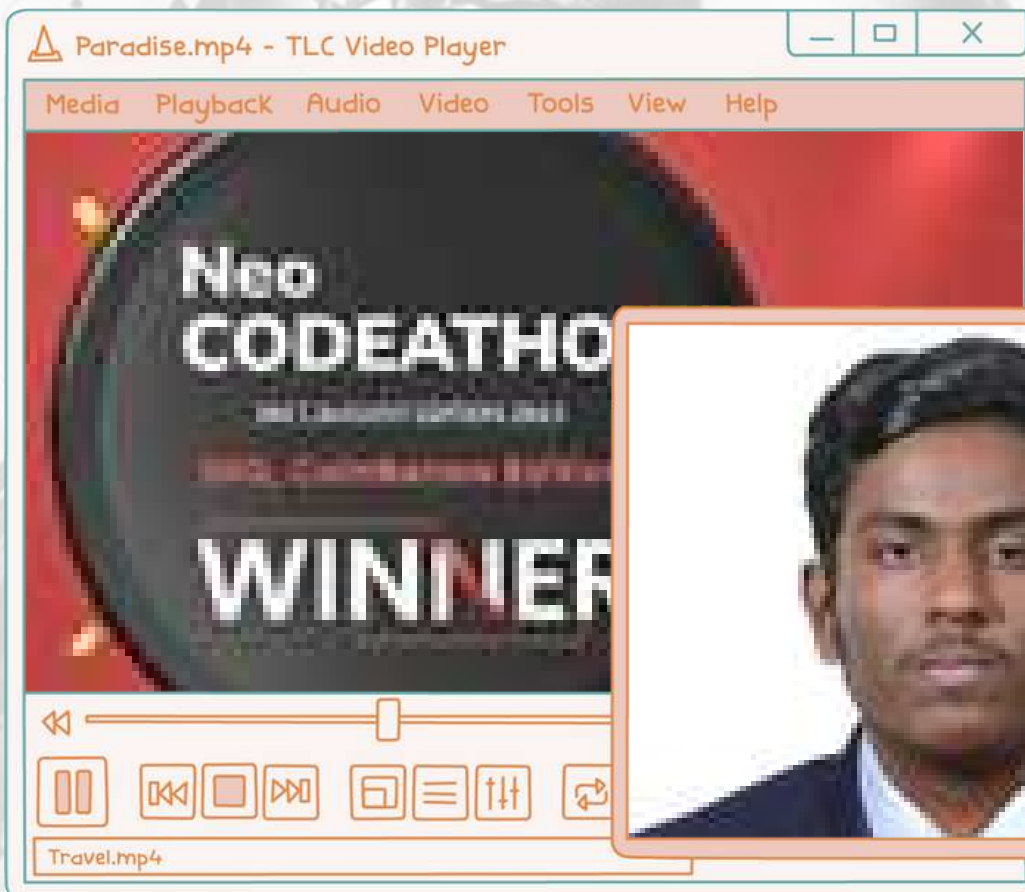 Paradise.mp4 - TLC Video Player
Media Playback Audio Video Tools View Help
Neo
CODEATHO
WINNER
Travel.mp4